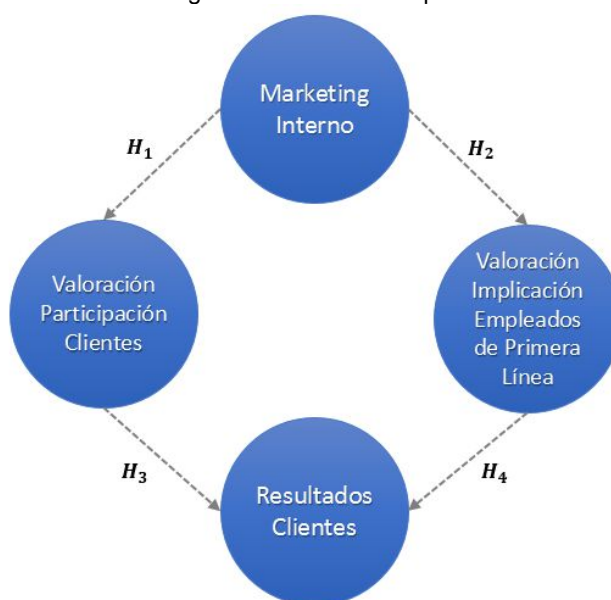 Marketing
Interno
H₁
H₂
Valoración
Participación
Clientes
Valoración
Implicación
Empleados
de Primera
Línea
H₃
H₄
Resultados
Clientes